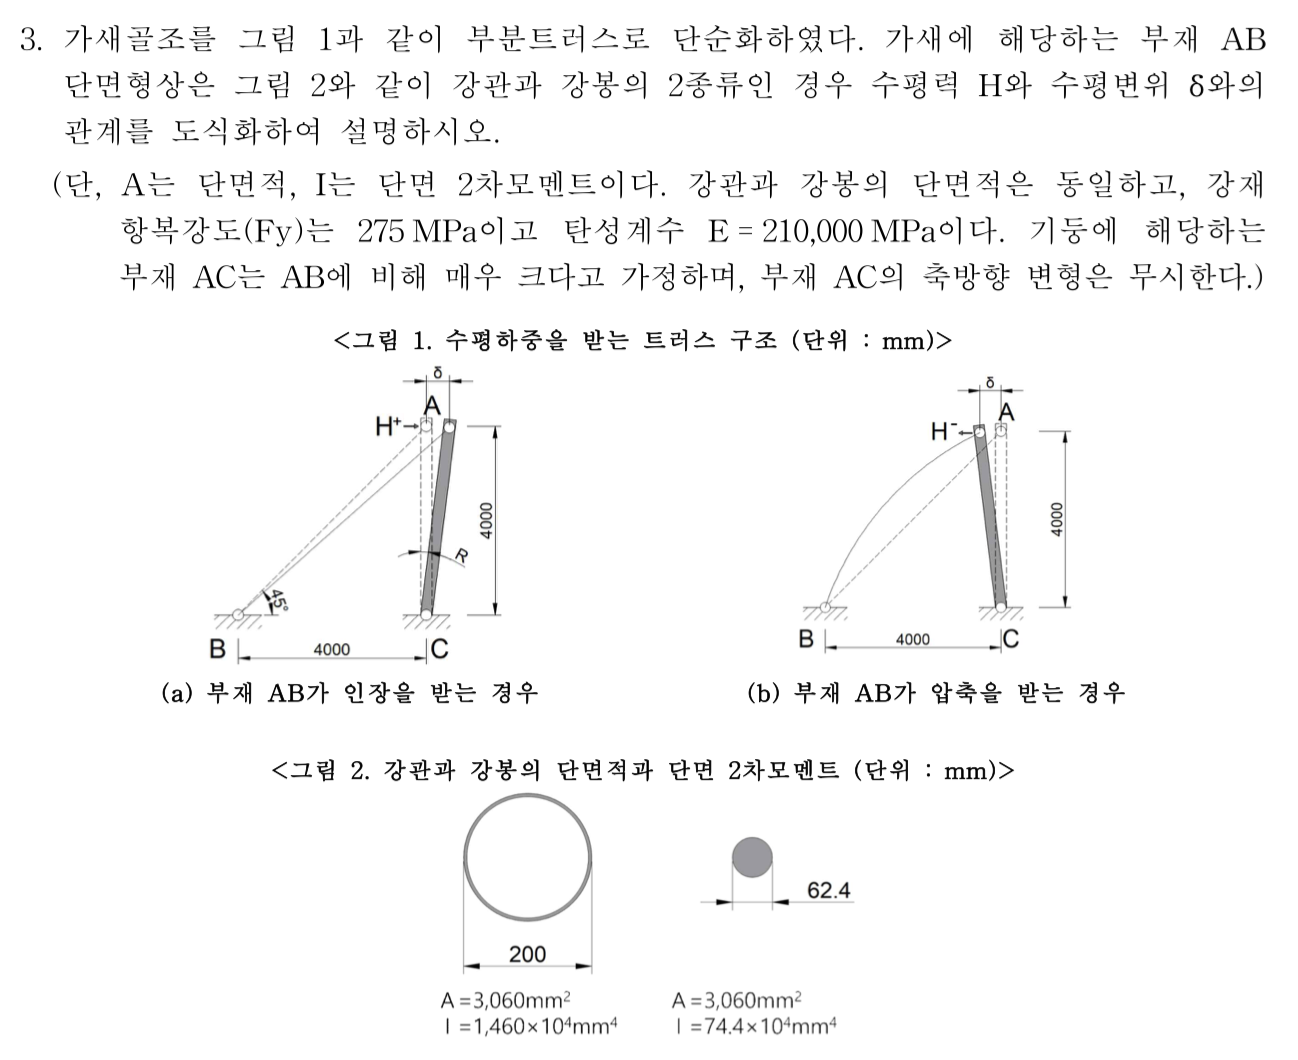 3. 가새골조를 그림 1과 같이 부분트러스로 단순화하였다. 가새에 해당하는 부재 AB
단면형상은 그림 2와 같이 강관과 강봉의 2종류인 경우 수평력 H와 수평변위 δ와의
관계를 도식화하여 설명하시오.
(단, A는 단면적, I는 단면 2차모멘트이다. 강관과 강봉의 단면적은 동일하고, 강재
항복강도(Fy)는 275 MPa이고 탄성계수 E = 210,000 MPa이다. 기둥에 해당하는
부재 AC는 AB에 비해 매우 크다고 가정하며, 부재 AC의 축방향 변형은 무시한다.)
<그림 1. 수평하중을 받는 트러스 구조 (단위 : mm)>
δ
A
H⁺
4000
R
45°
B
4000
C
δ
A
H⁻
4000
B
4000
C
(a) 부재 AB가 인장을 받는 경우
(b) 부재 AB가 압축을 받는 경우
<그림 2. 강관과 강봉의 단면적과 단면 2차모멘트 (단위 : mm)>
62.4
200
A =3,060mm²
I =1,460×10⁴mm⁴
A =3,060mm²
I =74.4×10⁴mm⁴